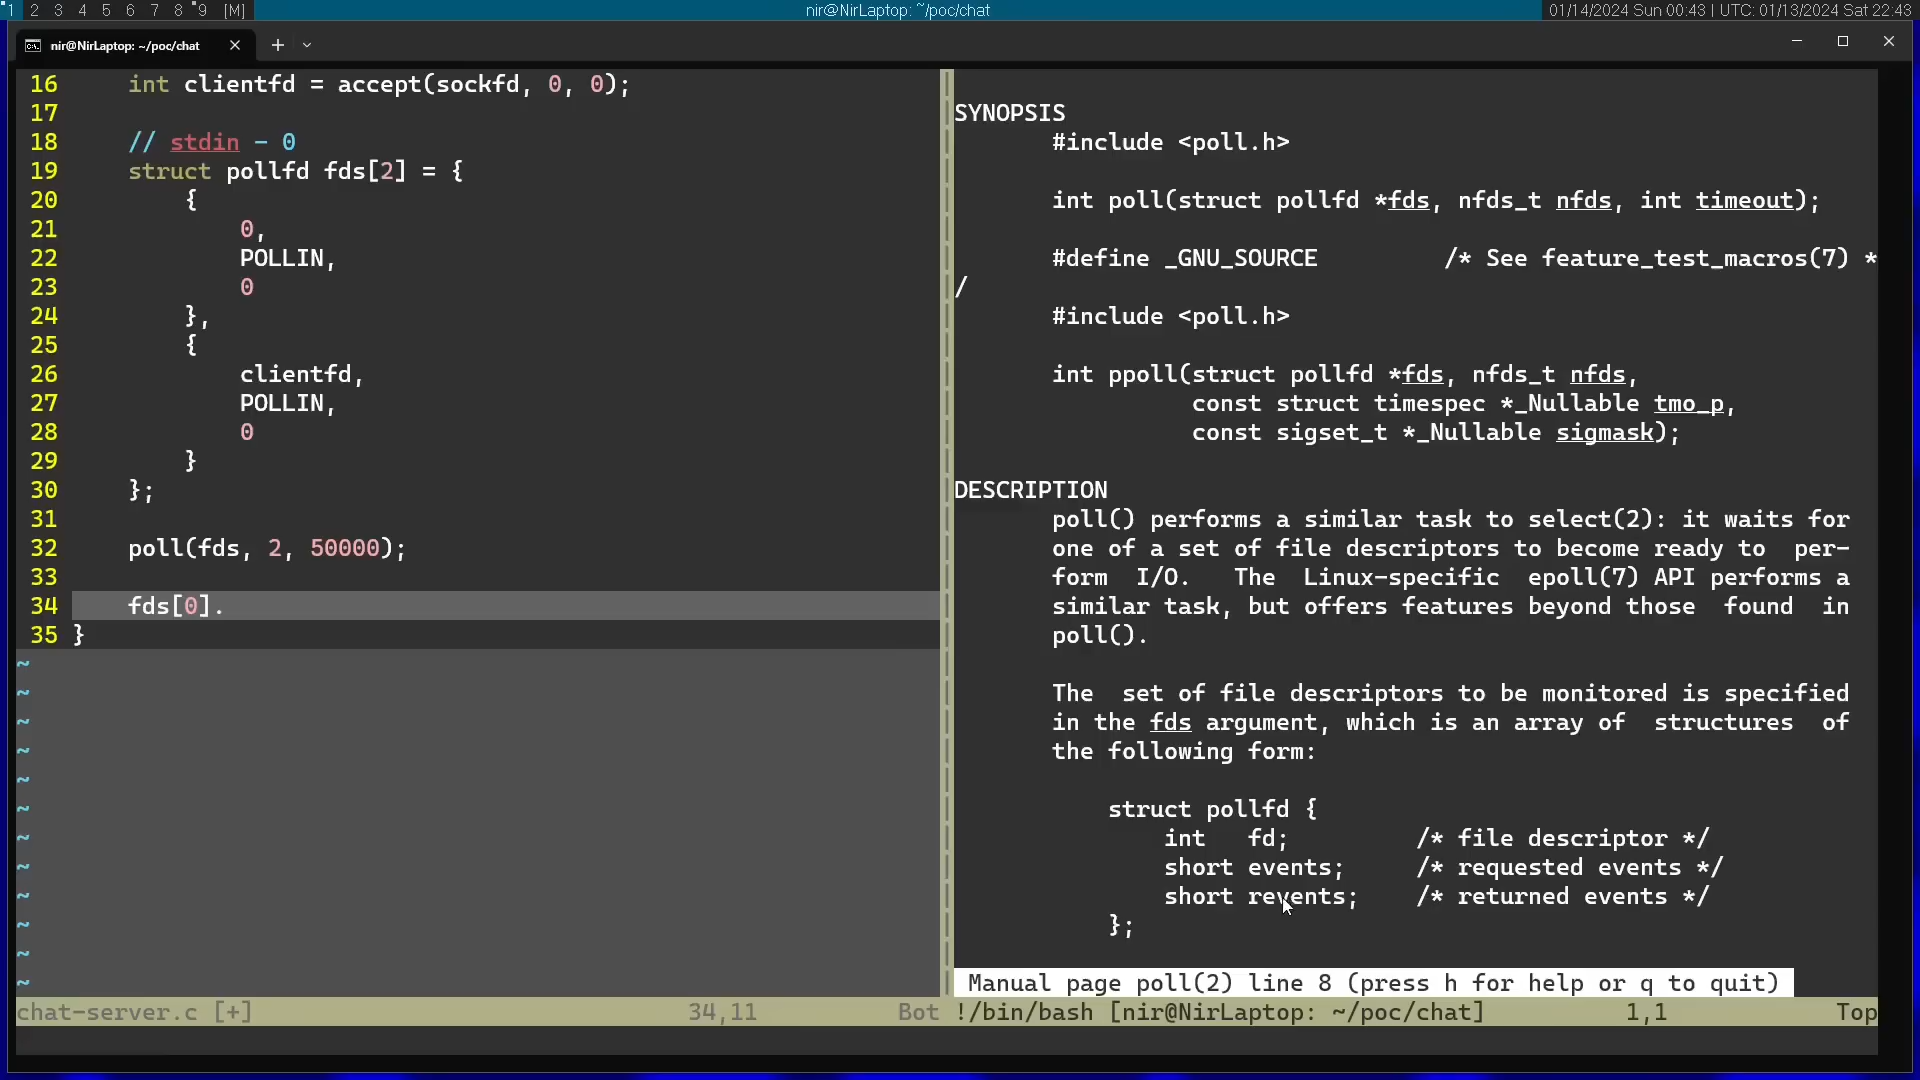 1 2 3 4 5 6 7 8 9 [M] nir@NirLaptop: ~/poc/chat 01/14/2024 Sun 00:43 | UTC: 01/13/2024 Sat 22:43
nir@NirLaptop: ~/poc/chat
16 int clientfd = accept(sockfd, 0, 0);
17
18 // stdin - 0
19 struct pollfd fds[2] = {
20 {
21 0,
22 POLLIN,
23 0
24 },
25 {
26 clientfd,
27 POLLIN,
28 0
29 }
30 };
31
32 poll(fds, 2, 50000);
33
34 fds[0].
35 }
~
~
~
~
~
~
~
~
~
~
~
~
chat-server.c [+] 34,11 Bot
SYNOPSIS
#include <poll.h>
int poll(struct pollfd *fds, nfds_t nfds, int timeout);
#define _GNU_SOURCE /* See feature_test_macros(7) *
/
#include <poll.h>
int ppoll(struct pollfd *fds, nfds_t nfds,
const struct timespec *_Nullable tmo_p,
const sigset_t *_Nullable sigmask);
DESCRIPTION
poll() performs a similar task to select(2): it waits for
one of a set of file descriptors to become ready to per-
form I/O. The Linux-specific epoll(7) API performs a
similar task, but offers features beyond those found in
poll().
The set of file descriptors to be monitored is specified
in the fds argument, which is an array of structures of
the following form:
struct pollfd {
int fd; /* file descriptor */
short events; /* requested events */
short revents; /* returned events */
};
Manual page poll(2) line 8 (press h for help or q to quit)
!/bin/bash [nir@NirLaptop: ~/poc/chat] 1,1 Top